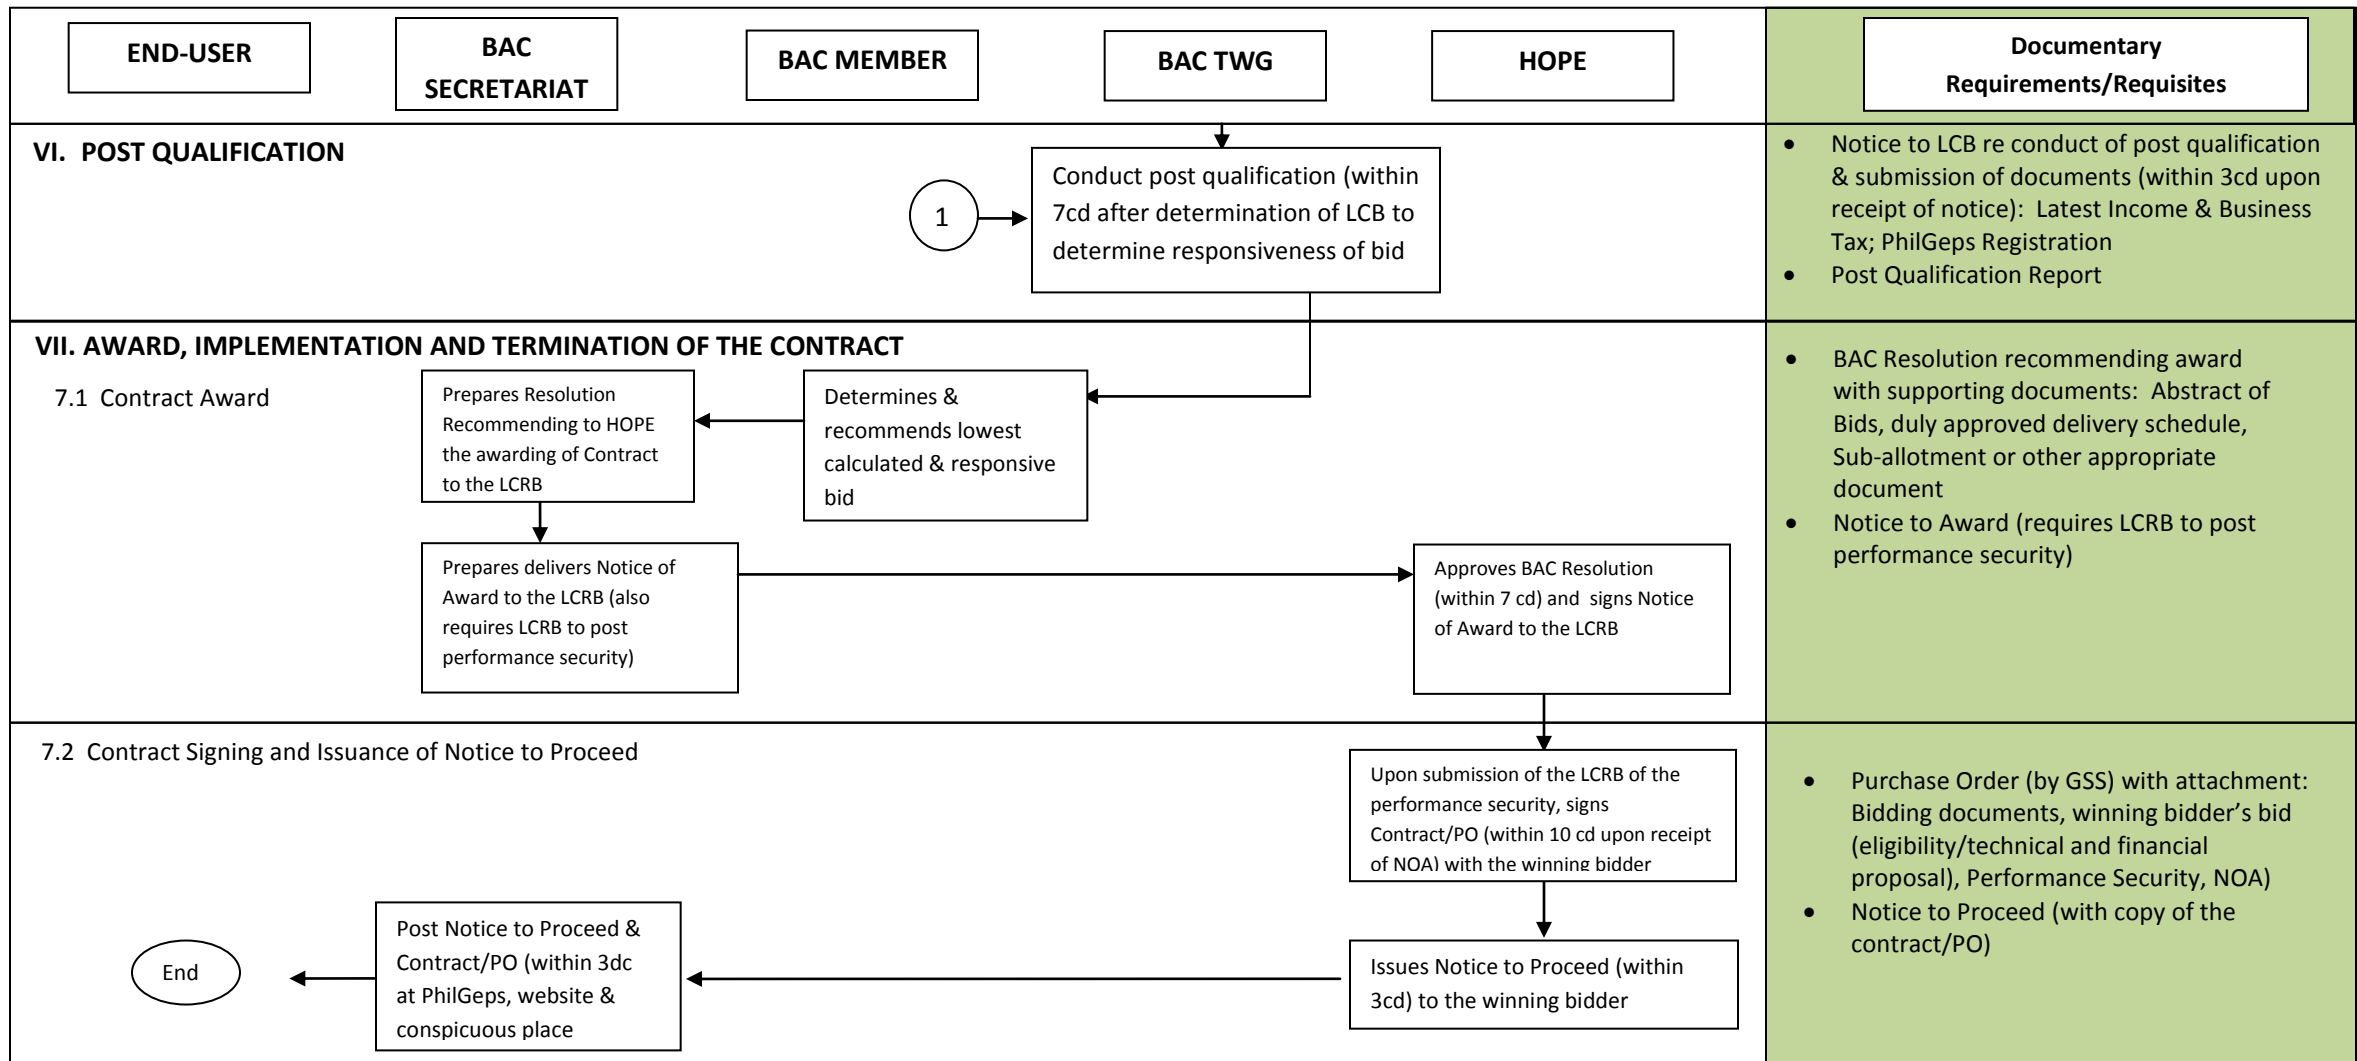 END-USER
BAC
SECRETARIAT
BAC MEMBER
BAC TWG
HOPE
Documentary
Requirements/Requisites
VI. POST QUALIFICATION
1
Conduct post qualification (within
7cd after determination of LCB to
determine responsiveness of bid
• Notice to LCB re conduct of post qualification
& submission of documents (within 3cd upon
receipt of notice): Latest Income & Business
Tax; PhilGeps Registration
• Post Qualification Report
VII. AWARD, IMPLEMENTATION AND TERMINATION OF THE CONTRACT
7.1 Contract Award
Prepares Resolution
Recommending to HOPE
the awarding of Contract
to the LCRB
Determines &
recommends lowest
calculated & responsive
bid
Prepares delivers Notice of
Award to the LCRB (also
requires LCRB to post
performance security)
Approves BAC Resolution
(within 7 cd) and signs Notice
of Award to the LCRB
• BAC Resolution recommending award
with supporting documents: Abstract of
Bids, duly approved delivery schedule,
Sub-allotment or other appropriate
document
• Notice to Award (requires LCRB to post
performance security)
7.2 Contract Signing and Issuance of Notice to Proceed
Upon submission of the LCRB of the
performance security, signs
Contract/PO (within 10 cd upon receipt
of NOA) with the winning bidder
Issues Notice to Proceed (within
3cd) to the winning bidder
Post Notice to Proceed &
Contract/PO (within 3dc
at PhilGeps, website &
conspicuous place
End
• Purchase Order (by GSS) with attachment:
Bidding documents, winning bidder’s bid
(eligibility/technical and financial
proposal), Performance Security, NOA)
• Notice to Proceed (with copy of the
contract/PO)